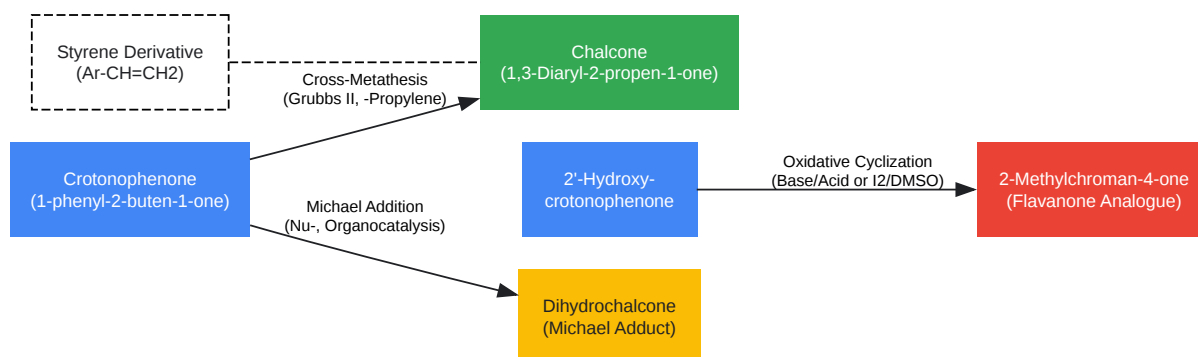 Styrene Derivative
(Ar-CH=CH2)
Chalcone
(1,3-Diaryl-2-propen-1-one)
Cross-Metathesis
(Grubbs II, -Propylene)
Crotonophenone
(1-phenyl-2-buten-1-one)
2'-Hydroxy-
crotonophenone
Oxidative Cyclization
(Base/Acid or I2/DMSO)
2-Methylchroman-4-one
(Flavanone Analogue)
Michael Addition
(Nu-, Organocatalysis)
Dihydrochalcone
(Michael Adduct)